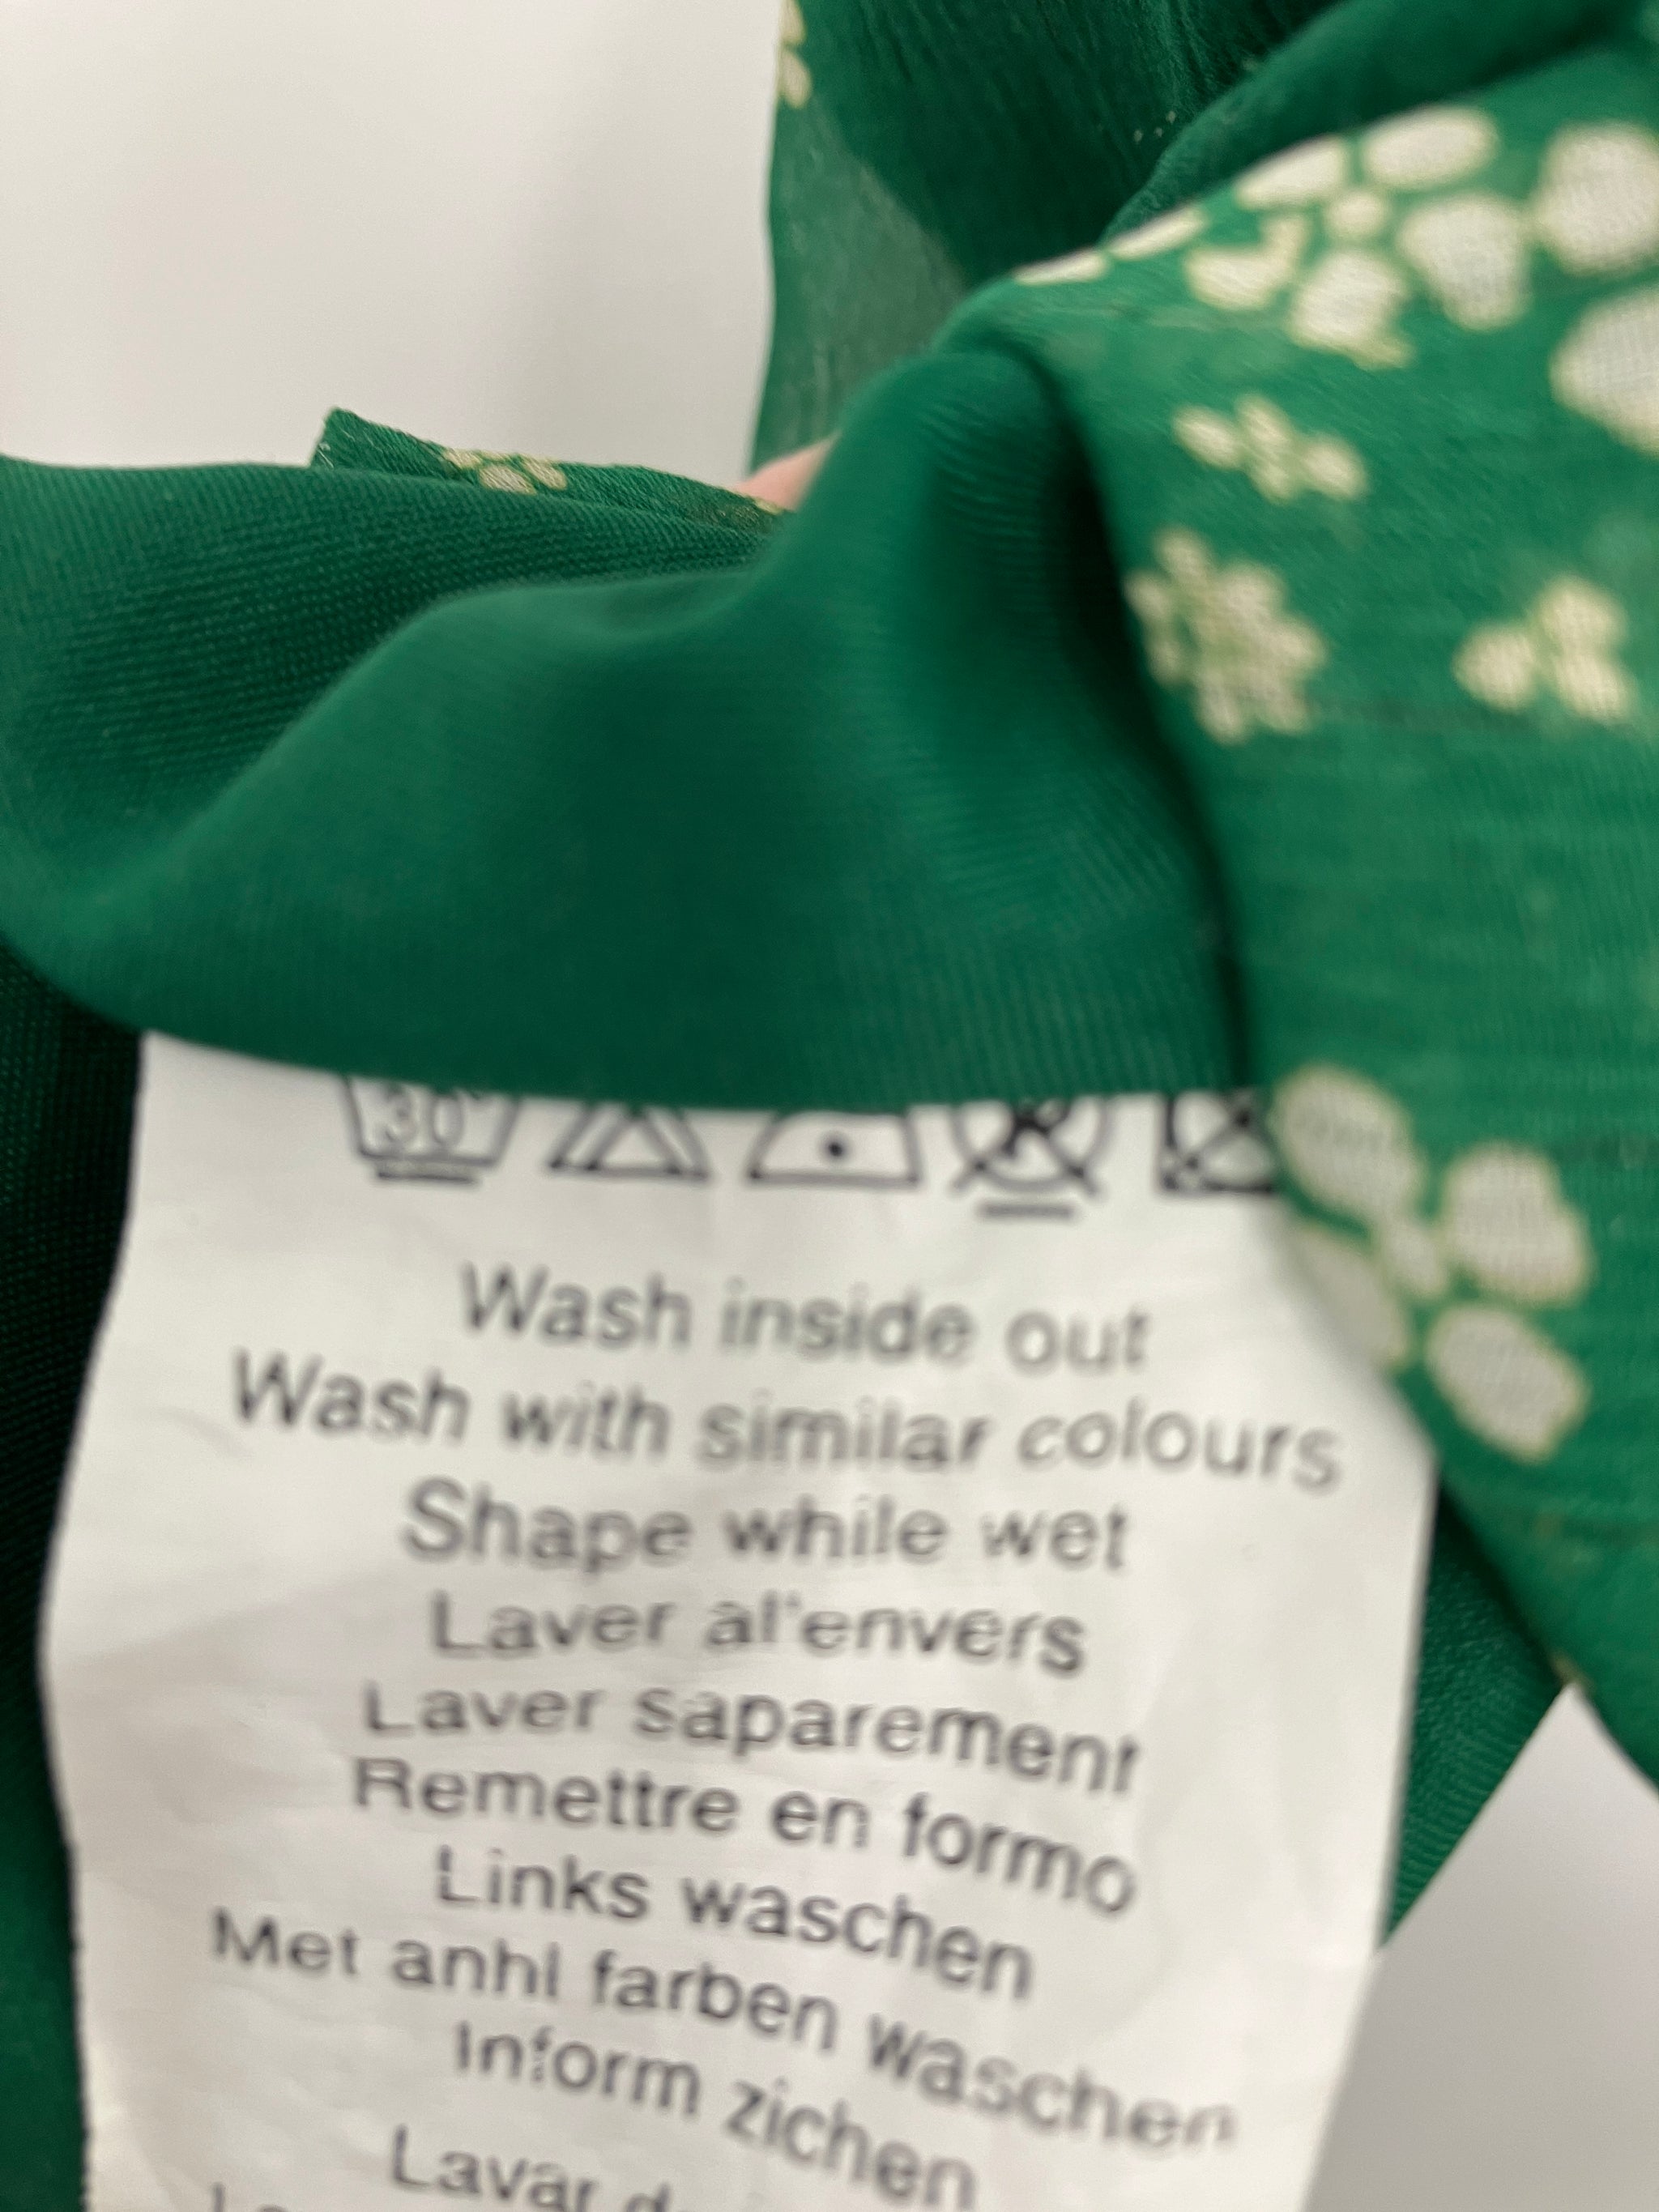 30°
Wash inside out
Wash with similar colours
Shape while wet
Laver al'envers
Laver saparement
Remettre en formo
Links waschen
Met anhl farben waschen
Inform zichen
Lavar